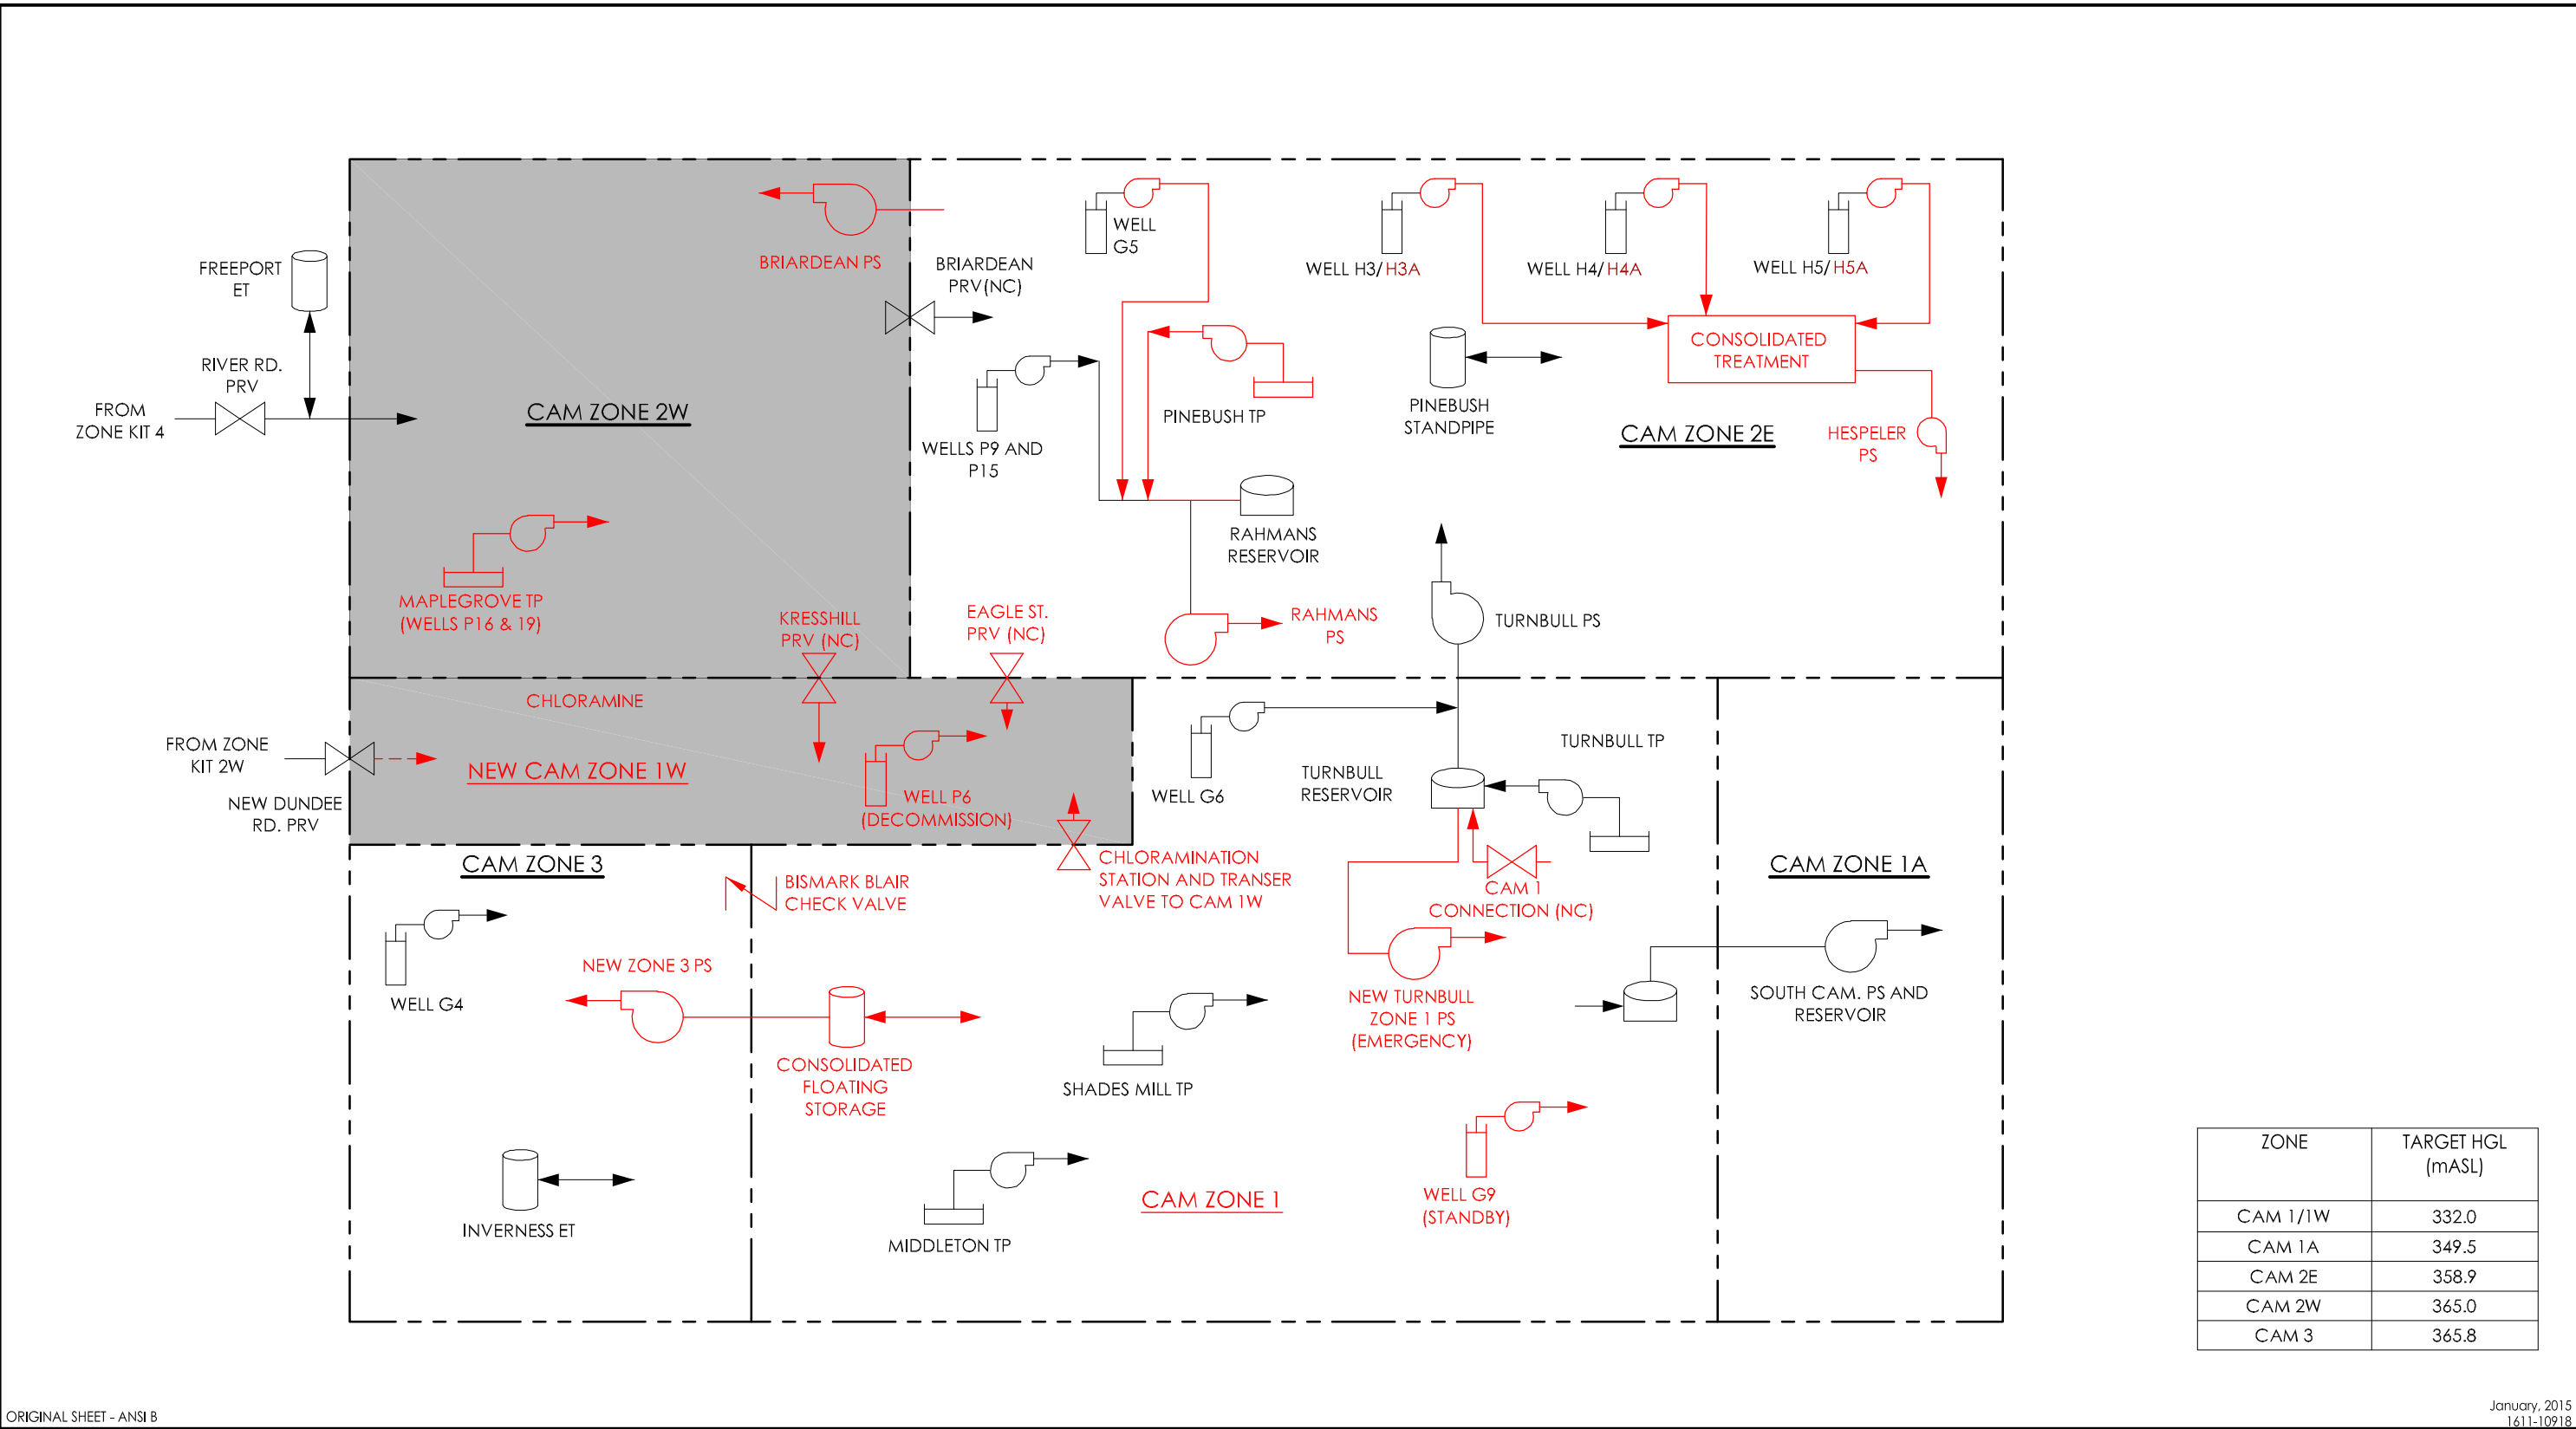 FREEPORT
ET
RIVER RD.
PRV
FROM
ZONE KIT 4
CAM ZONE 2W
BRIARDEAN PS
BRIARDEAN
PRV(NC)
MAPLEGROVE TP
(WELLS P16 & 19)
KRESSHILL
PRV (NC)
EAGLE ST.
PRV (NC)
WELL
G5
WELL H3/H3A
WELL H4/H4A
WELL H5/H5A
CONSOLIDATED
TREATMENT
PINEBUSH TP
PINEBUSH
STANDPIPE
WELLS P9 AND
P15
CAM ZONE 2E
HESPELER
PS
RAHMANS
RESERVOIR
RAHMANS
PS
TURNBULL PS
CHLORAMINE
FROM ZONE
KIT 2W
NEW DUNDEE
RD. PRV
NEW CAM ZONE 1W
WELL P6
(DECOMMISSION)
WELL G6
TURNBULL
RESERVOIR
TURNBULL TP
CHLORAMINATION
STATION AND TRANSER
VALVE TO CAM 1W
CAM 1
CONNECTION (NC)
CAM ZONE 3
BISMARK BLAIR
CHECK VALVE
CAM ZONE 1A
WELL G4
NEW ZONE 3 PS
CONSOLIDATED
FLOATING
STORAGE
SHADES MILL TP
NEW TURNBULL
ZONE 1 PS
(EMERGENCY)
SOUTH CAM. PS AND
RESERVOIR
INVERNESS ET
MIDDLETON TP
CAM ZONE 1
WELL G9
(STANDBY)
ZONE TARGET HGL
(mASL)
CAM 1/1W 332.0
CAM 1A 349.5
CAM 2E 358.9
CAM 2W 365.0
CAM 3 365.8
ORIGINAL SHEET - ANSI B
January, 2015
1611-10918